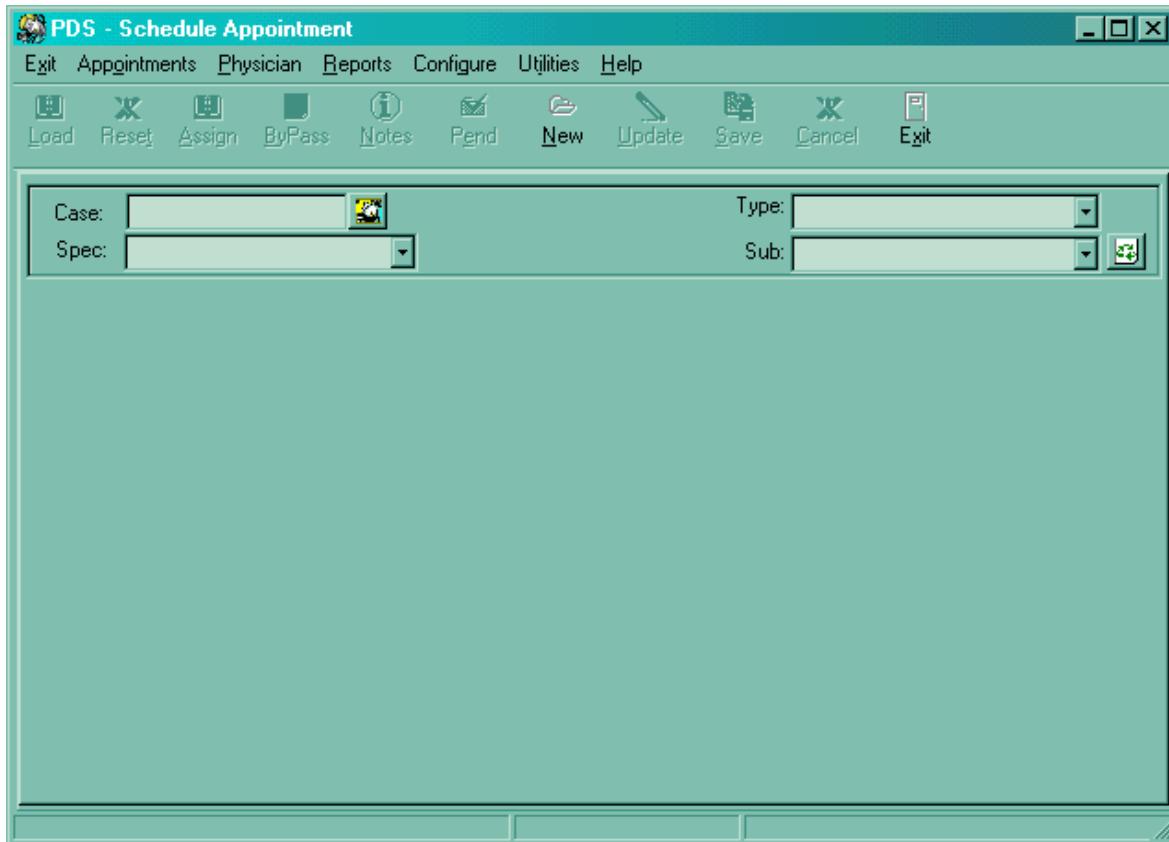 PDS - Schedule Appointment
Exit Appointments Physician Reports Configure Utilities Help
Load Reset Assign ByPass Notes Pend New Update Save Cancel Exit
Case: Type:
Spec: Sub: